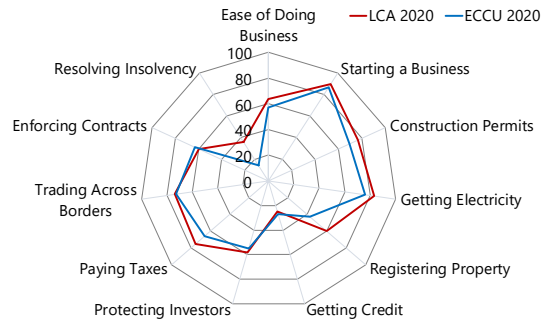 Ease of Doing
Business
LCA 2020
ECCU 2020
100
80
60
40
20
0
Starting a Business
Construction Permits
Getting Electricity
Registering Property
Getting Credit
Protecting Investors
Paying Taxes
Trading Across
Borders
Enforcing Contracts
Resolving Insolvency